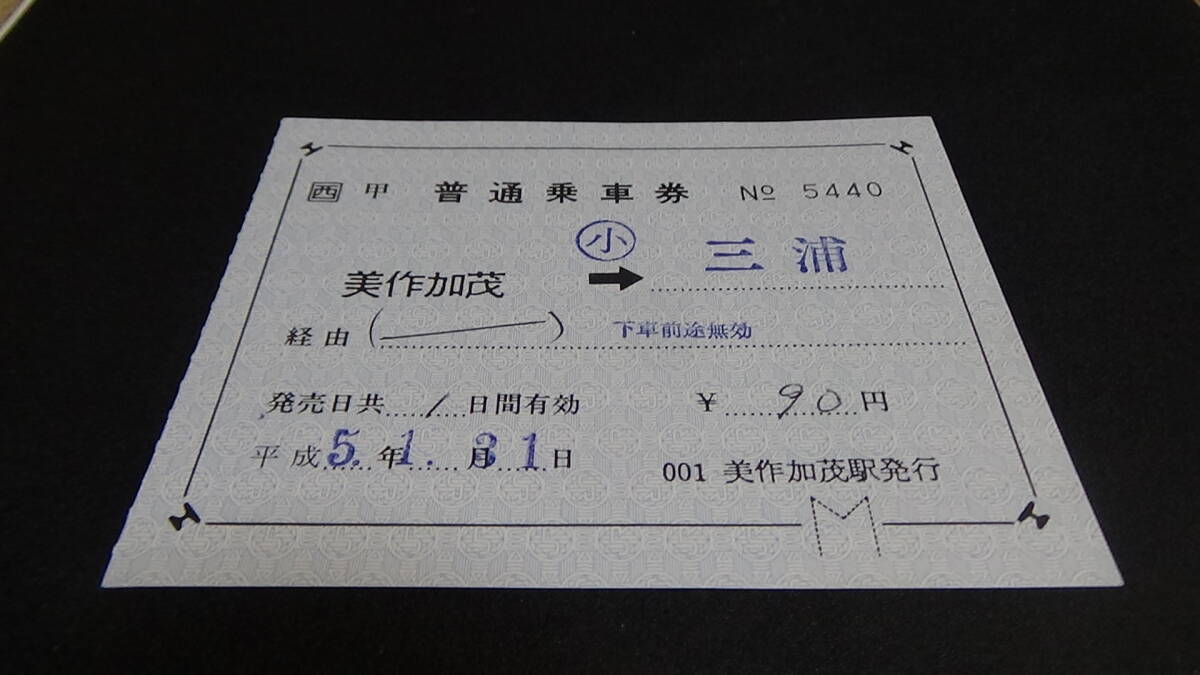 西 甲 普通乗車券 № 5440
小
美作加茂 ➡ 三浦
経由 ( ) 下車前途無効
発売日共 1 日間有効 ¥ 90 円
平成 5. 年 1. 月 31 日
001 美作加茂駅発行